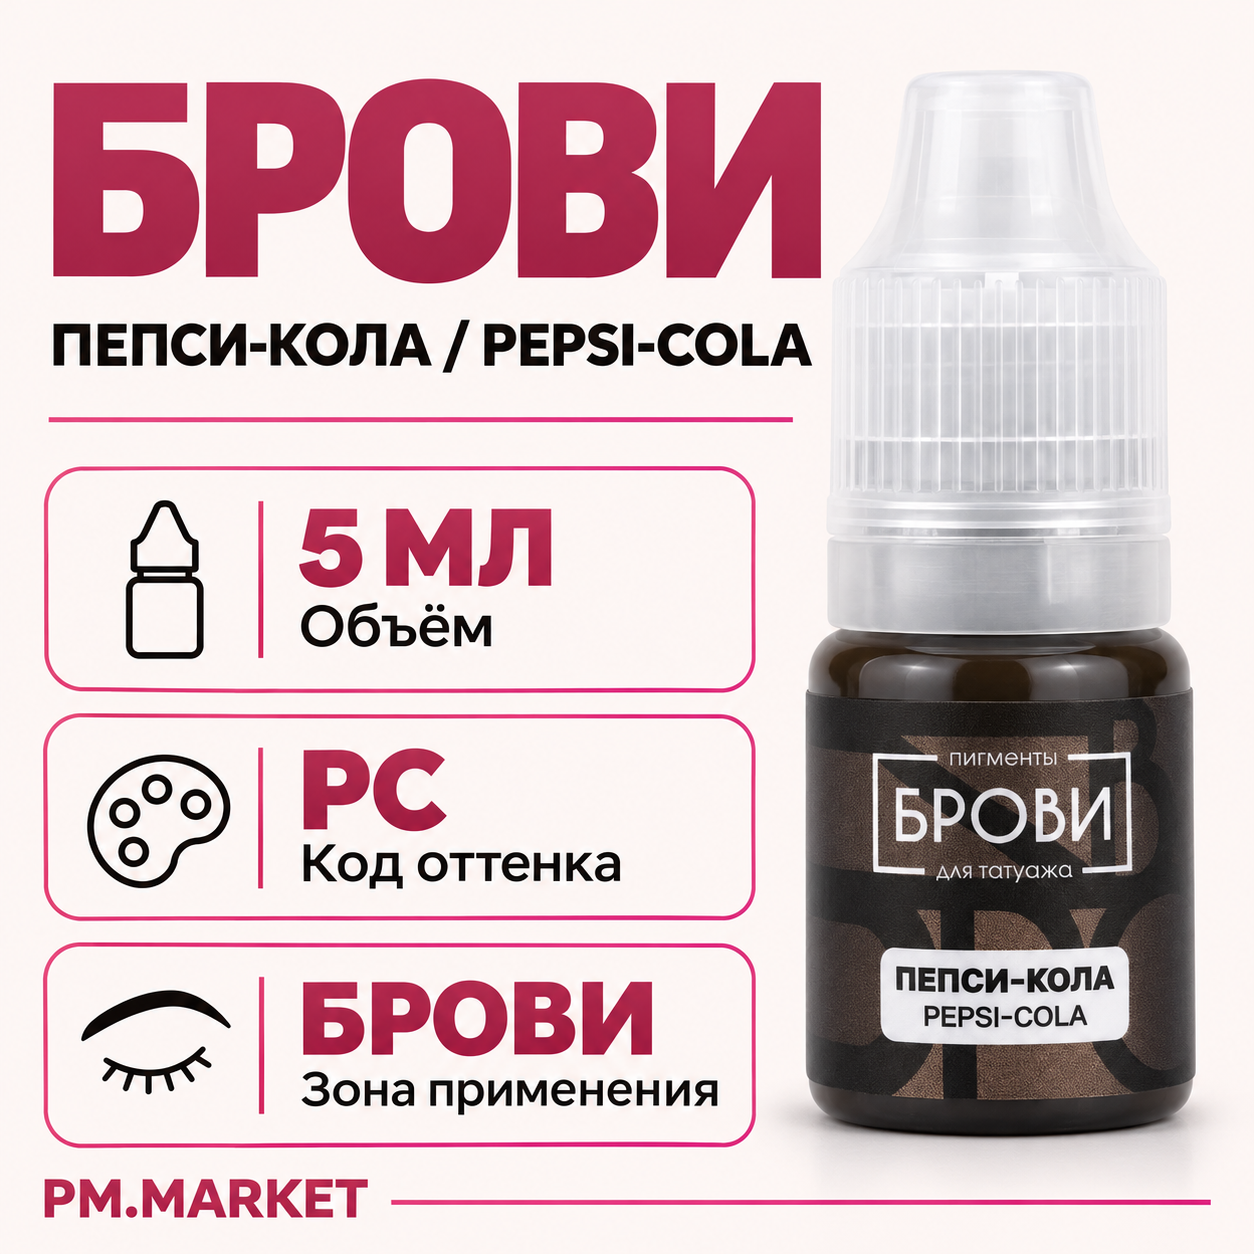 БРОВИ
ПЕПСИ-КОЛА / PEPSI-COLA
5 МЛ
Объём
PC
Код оттенка
БРОВИ
Зона применения
PM.MARKET
ПИГМЕНТЫ
БРОВИ
для татуажа
ПЕПСИ-КОЛА
PEPSI-COLA